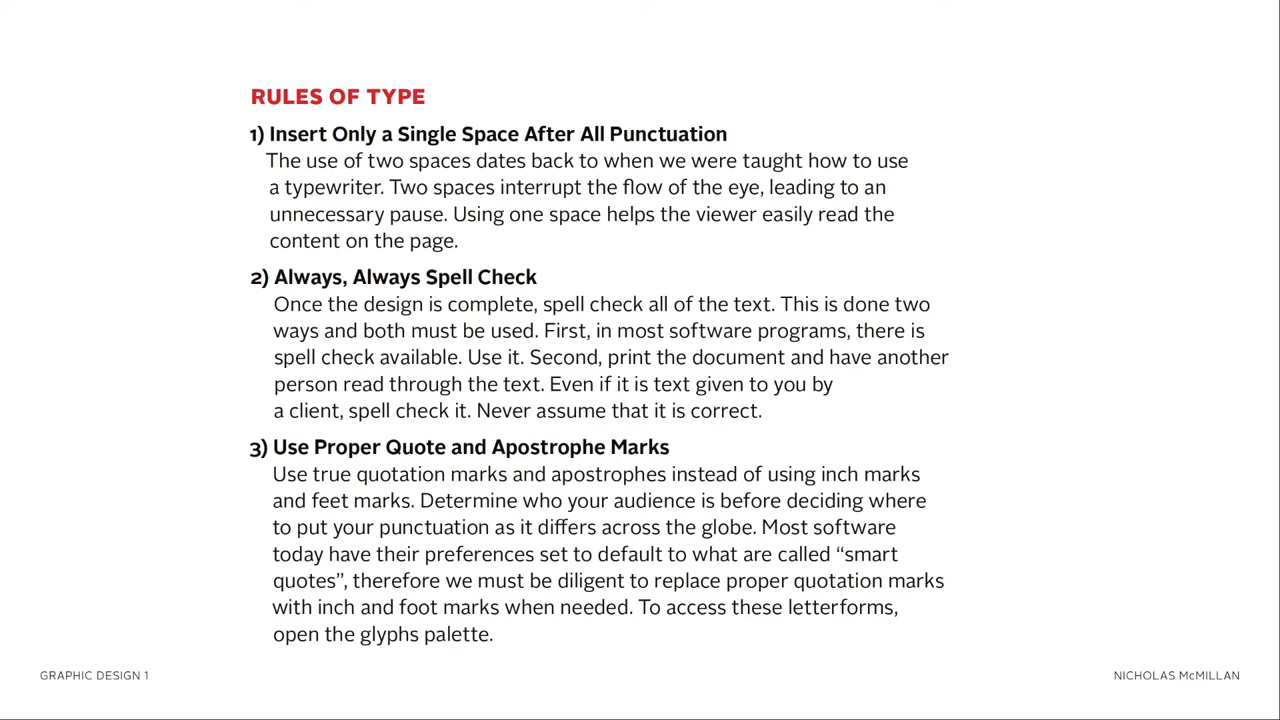 RULES OF TYPE
1) Insert Only a Single Space After All Punctuation
The use of two spaces dates back to when we were taught how to use
a typewriter. Two spaces interrupt the flow of the eye, leading to an
unnecessary pause. Using one space helps the viewer easily read the
content on the page.
2) Always, Always Spell Check
Once the design is complete, spell check all of the text. This is done two
ways and both must be used. First, in most software programs, there is
spell check available. Use it. Second, print the document and have another
person read through the text. Even if it is text given to you by
a client, spell check it. Never assume that it is correct.
3) Use Proper Quote and Apostrophe Marks
Use true quotation marks and apostrophes instead of using inch marks
and feet marks. Determine who your audience is before deciding where
to put your punctuation as it differs across the globe. Most software
today have their preferences set to default to what are called “smart
quotes”, therefore we must be diligent to replace proper quotation marks
with inch and foot marks when needed. To access these letterforms,
open the glyphs palette.
GRAPHIC DESIGN 1
NICHOLAS McMILLAN